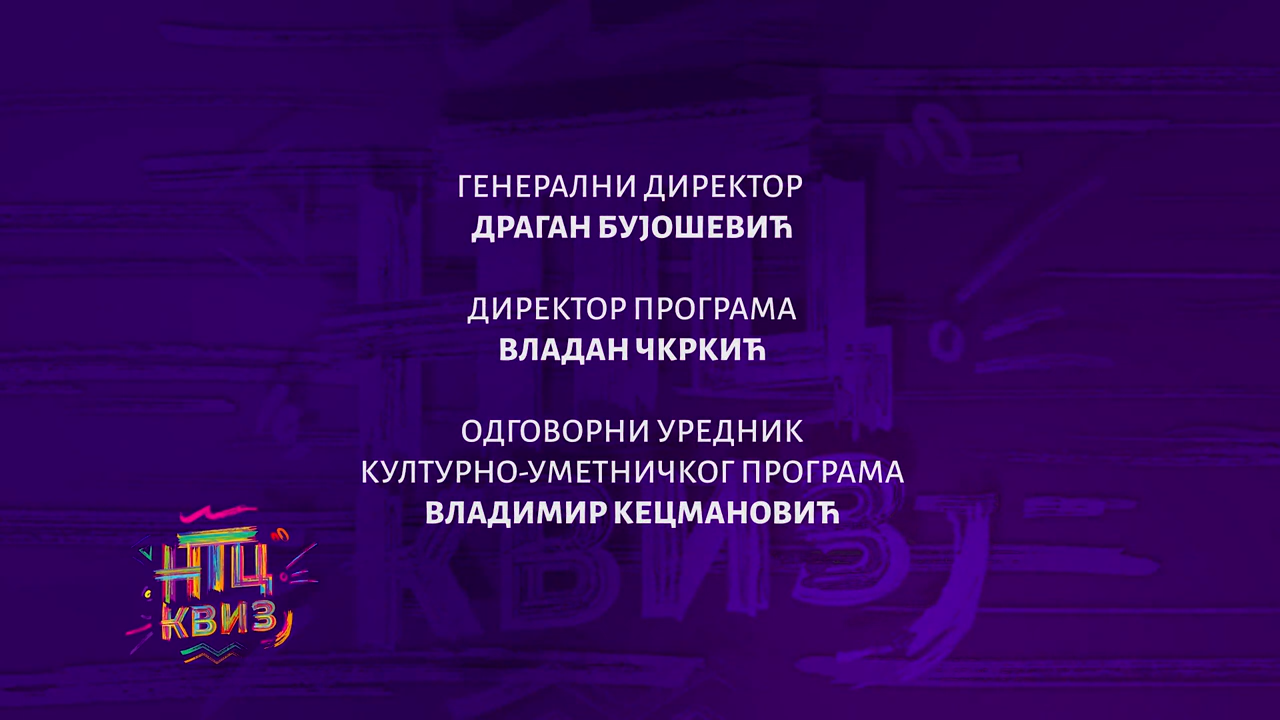 ГЕНЕРАЛНИ ДИРЕКТОР
ДРАГАН БУЈОШЕВИЋ
ДИРЕКТОР ПРОГРАМА
ВЛАДАН ЧКРКИЋ
ОДГОВОРНИ УРЕДНИК
КУЛТУРНО-УМЕТНИЧКОГ ПРОГРАМА
ВЛАДИМИР КЕЦМАНОВИЋ
НТЦ
КВИЗ